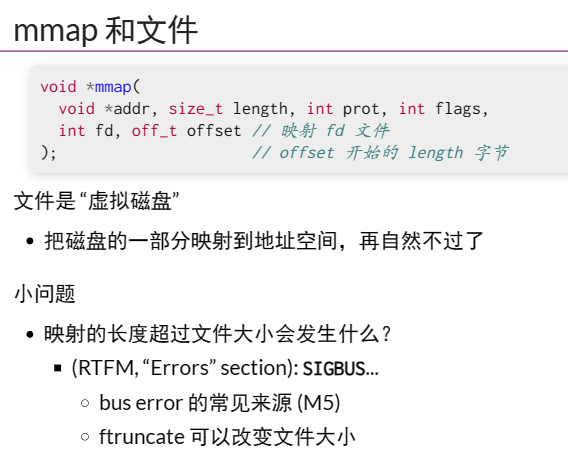 mmap 和文件
void *mmap(
  void *addr, size_t length, int prot, int flags,
  int fd, off_t offset // 映射 fd 文件
);                     // offset 开始的 length 字节
文件是 “虚拟磁盘”
把磁盘的一部分映射到地址空间，再自然不过了
小问题
映射的长度超过文件大小会发生什么？
(RTFM, “Errors” section): SIGBUS...
bus error 的常见来源 (M5)
ftruncate 可以改变文件大小